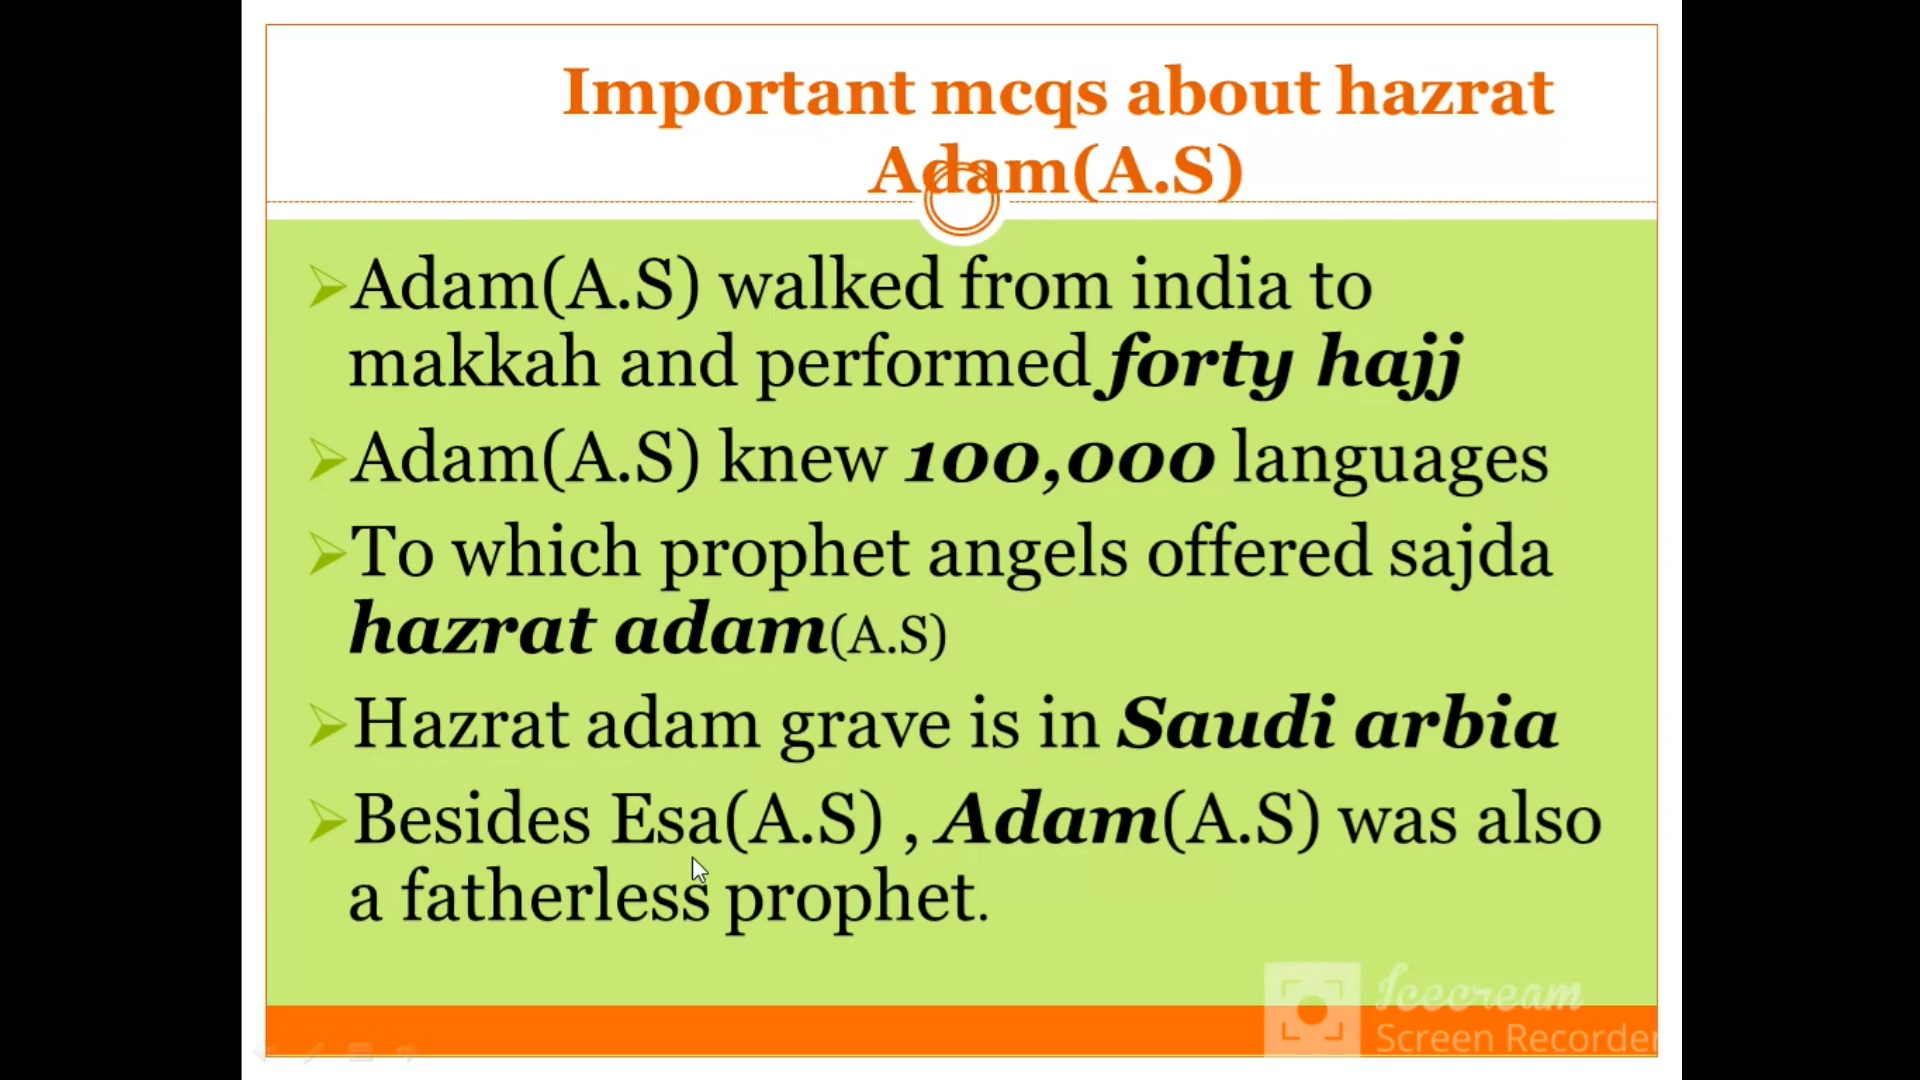 Important mcqs about hazrat
Adam(A.S)
Adam(A.S) walked from india to
makkah and performed forty hajj
Adam(A.S) knew 100,000 languages
To which prophet angels offered sajda
hazrat adam(A.S)
Hazrat adam grave is in Saudi arbia
Besides Esa(A.S) , Adam(A.S) was also
a fatherless prophet.
Icecream
Screen Recorder